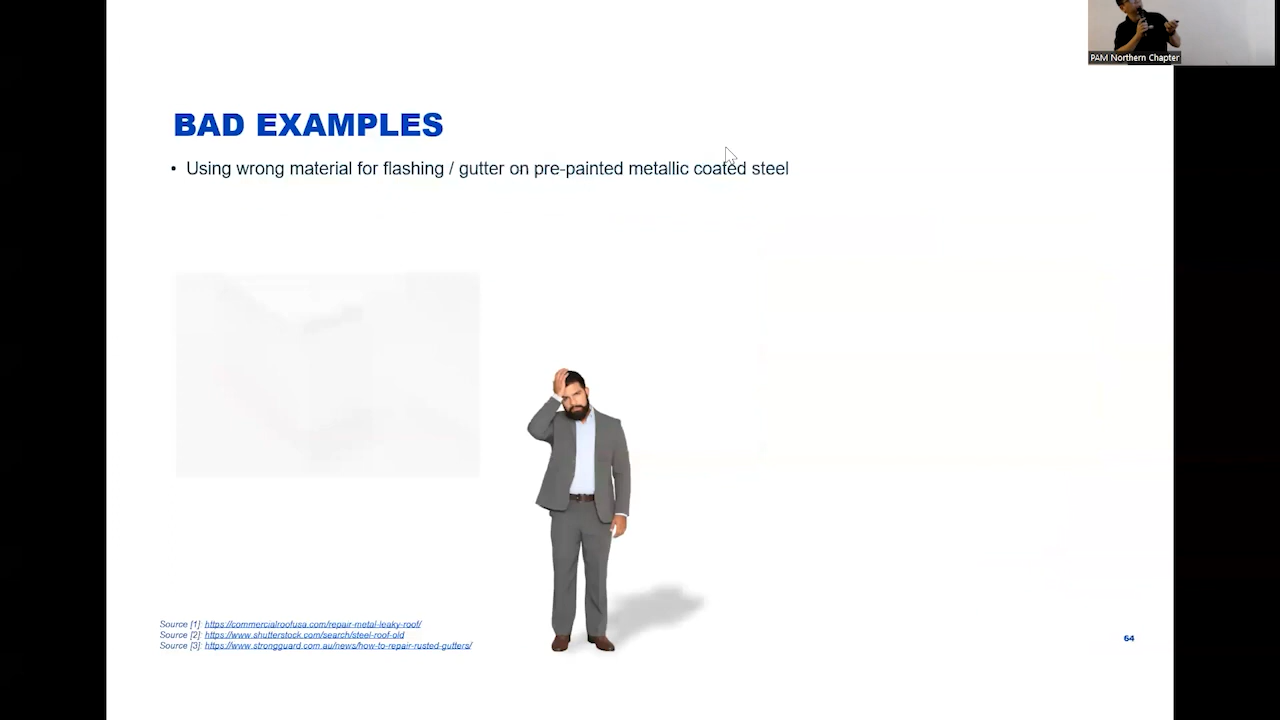 PAM Northern Chapter
BAD EXAMPLES
• Using wrong material for flashing / gutter on pre-painted metallic coated steel
Source [1]: https://commercialroofusa.com/repair-metal-leaky-roof/
Source [2]: https://www.shutterstock.com/search/steel-roof-old
Source [3]: https://www.strongguard.com.au/news/how-to-repair-rusted-gutters/
64